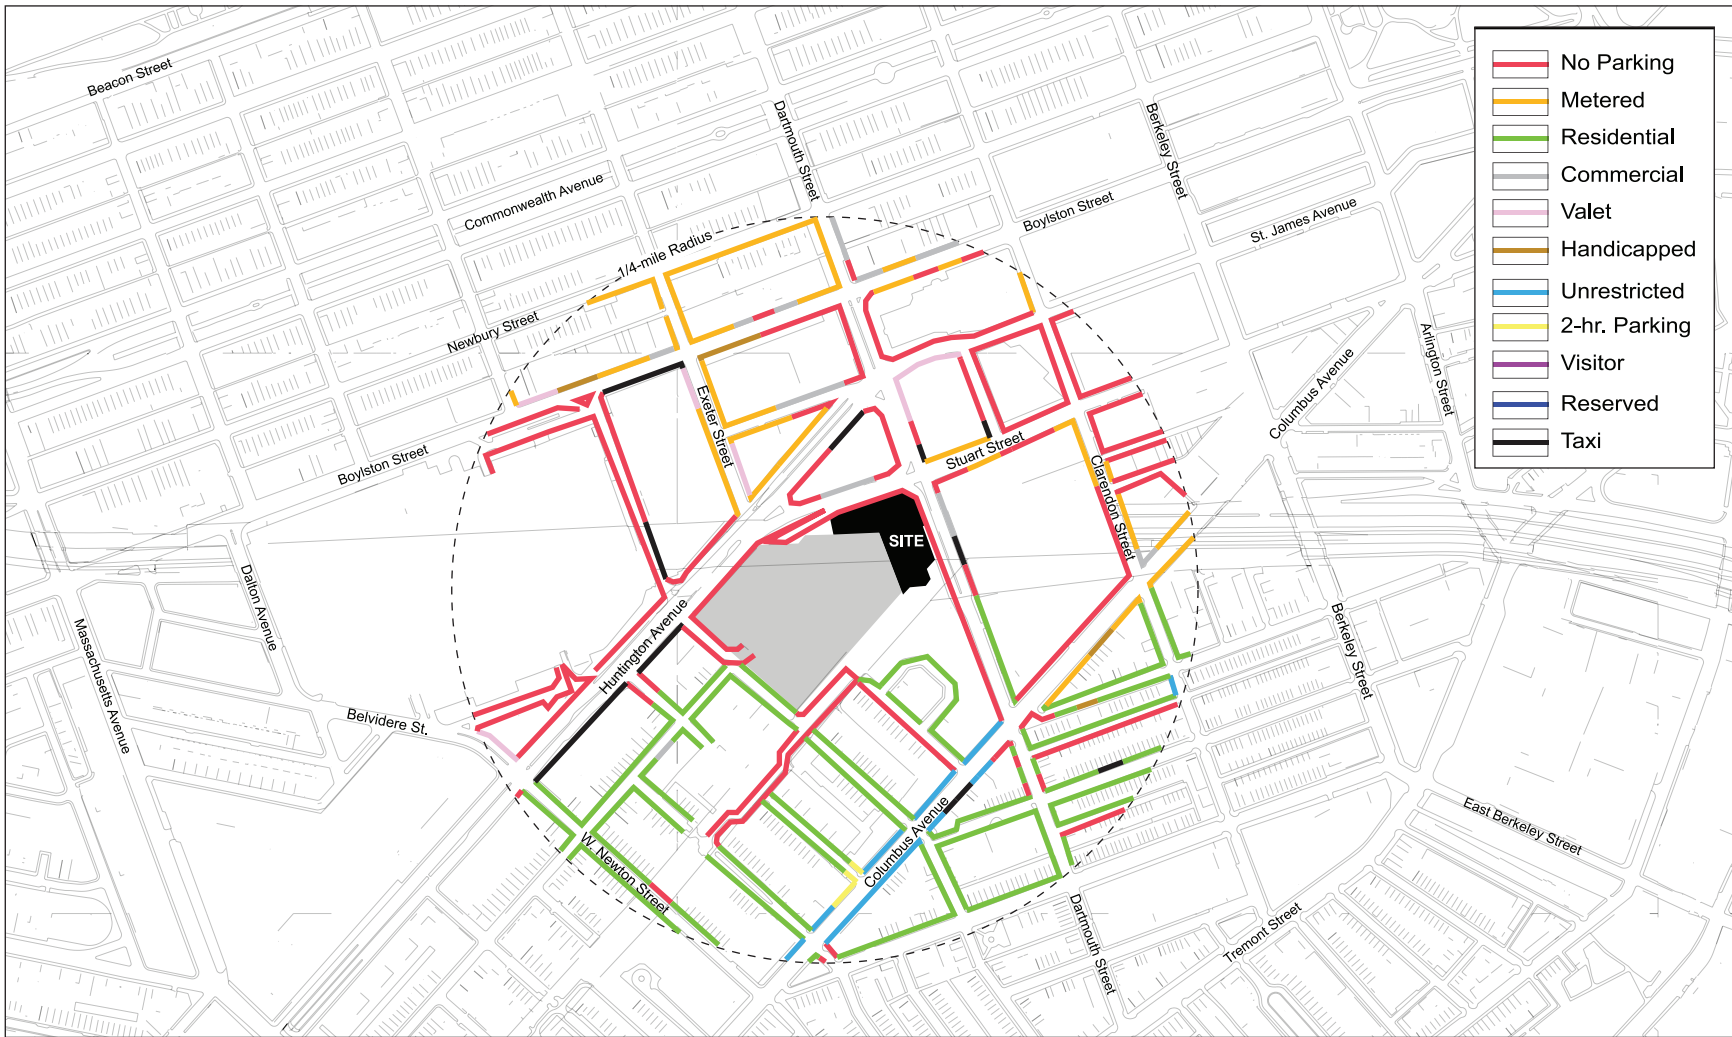 Beacon Street
Commonwealth Avenue
Dartmouth Street
Berkeley Street
Boylston Street
St. James Avenue
1/4-mile Radius
Newbury Street
Boylston Street
Exeter Street
Stuart Street
Clarendon Street
Columbus Avenue
Arlington Street
SITE
Dalton Avenue
Massachusetts Avenue
Belvidere St.
Huntington Avenue
W. Newton Street
Columbus Avenue
Dartmouth Street
Berkeley Street
East Berkeley Street
Tremont Street
No Parking
Metered
Residential
Commercial
Valet
Handicapped
Unrestricted
2-hr. Parking
Visitor
Reserved
Taxi